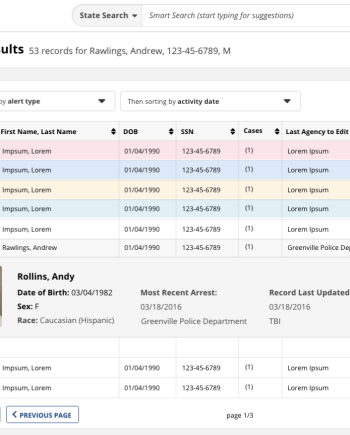 State Search Smart Search (start typing for suggestions)
ults 53 records for Rawlings, Andrew, 123-45-6789, M
by alert type Then sorting by activity date
First Name, Last Name DOB SSN Cases Last Agency to Edit
Impsum, Lorem 01/04/1990 123-45-6789 (1) Lorem Ipsum
Impsum, Lorem 01/04/1990 123-45-6789 (1) Lorem Ipsum
Impsum, Lorem 01/04/1990 123-45-6789 (1) Lorem Ipsum
Impsum, Lorem 01/04/1990 123-45-6789 (1) Lorem Ipsum
Impsum, Lorem 01/04/1990 123-45-6789 (1) Lorem Ipsum
Rawlings, Andrew 01/04/1990 123-45-6789 (1) Greenville Police De
Rollins, Andy
Date of Birth: 03/04/1982 Most Recent Arrest: Record Last Updated
Sex: F 03/18/2016 03/18/2016
Race: Caucasian (Hispanic) Greenville Police Department TBI
Impsum, Lorem 01/04/1990 123-45-6789 (1) Lorem Ipsum
Impsum, Lorem 01/04/1990 123-45-6789 (1) Lorem Ipsum
PREVIOUS PAGE page 1/3